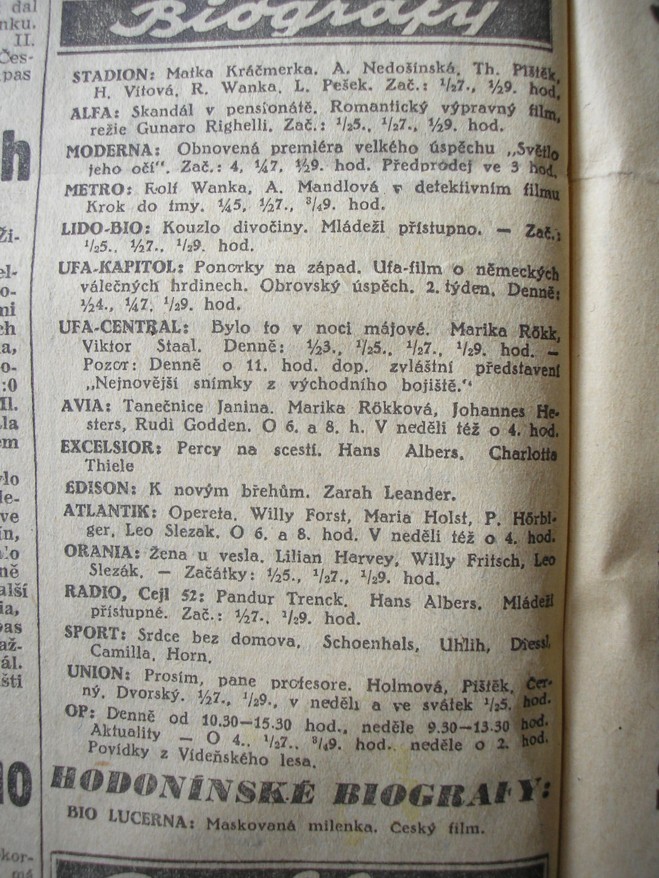 Biografy
STADION: Matka Kráčmerka. A. Nedošínská, Th. Pištěk,
H. Vítová, R. Wanka, L. Pešek. Zač.: ½7., ½9. hod.
ALFA: Skandál v pensionátě. Romantický výpravný film,
režie Gunaro Righelli. Zač.: ½5., ½7., ½9. hod.
MODERNA: Obnovená premiéra velkého úspěchu „Světlo
jeho očí". Zač.: 4, ¼7, ½9. hod. Předprodej ve 3 hod.
METRO: Rolf Wanka, A. Mandlová v detektivním filmu
Krok do tmy. ¼5, ½7., ¾9. hod.
LIDO-BIO: Kouzlo divočiny. Mládeži přístupno. — Zač.:
½5., ½7., ½9. hod.
UFA-KAPITOL: Ponorky na západ. Ufa-film o německých
válečných hrdinech. Obrovský úspěch. 2. týden. Denně:
½4., ¼7, ½9. hod.
UFA-CENTRAL: Bylo to v noci májové. Marika Rökk,
Viktor Staal. Denně: ½3., ½5., ½7., ½9. hod. —
Pozor: Denně o 11. hod. dop. zvláštní představení
„Nejnovější snímky z východního bojiště."
AVIA: Tanečnice Janina. Marika Rökková, Johannes He-
sters, Rudi Godden. O 6. a 8. h. V neděli též o 4. hod.
EXCELSIOR: Percy na scestí. Hans Albers. Charlotta
Thiele
EDISON: K novým břehům. Zarah Leander.
ATLANTIK: Opereta. Willy Forst, Maria Holst, P. Hörbi-
ger, Leo Slezak. O 6. a 8. hod. V neděli též o 4. hod.
ORANIA: Žena u vesla. Lilian Harvey, Willy Fritsch, Leo
Slezák. — Začátky: ½5., ½7., ½9. hod.
RADIO, Cejl 52: Pandur Trenck. Hans Albers. Mládeži
přístupné. Zač.: ½7., ½9. hod.
SPORT: Srdce bez domova. Schoenhals, Uhlih, Diessl,
Camilla, Horn.
UNION: Prosím, pane profesore. Holmová, Pištěk, Čer-
ný, Dvorský. ½7., ½9., v neděli a ve svátek ½5. hod.
OP: Denně od 10.30—15.30 hod., neděle 9.30—13.30 hod.
Aktuality — O 4., ½7., ¾9. hod. neděle o 2. hod.
Povídky z Vídeňského lesa.
HODONÍNSKÉ BIOGRAFY:
BIO LUCERNA: Maskovaná milenka. Český film.